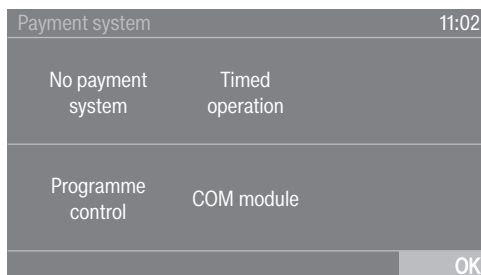 Payment system 11:02
No payment
system
Timed
operation
Programme
control
COM module
OK